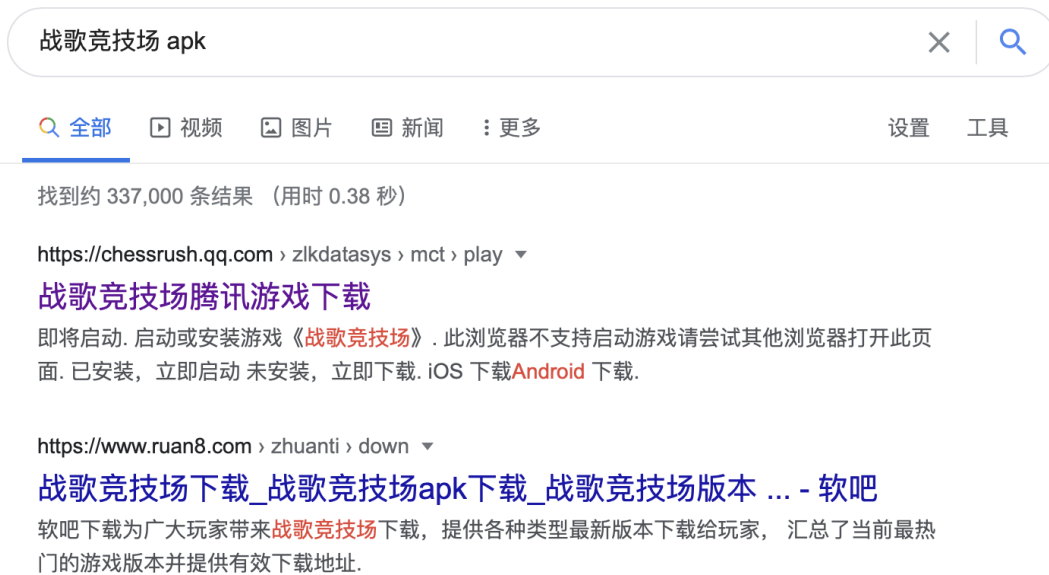 战歌竞技场 apk
全部 视频 图片 新闻 更多 设置 工具
找到约 337,000 条结果 （用时 0.38 秒）
https://chessrush.qq.com › zlkdatasys › mct › play
战歌竞技场腾讯游戏下载
即将启动. 启动或安装游戏《战歌竞技场》. 此浏览器不支持启动游戏请尝试其他浏览器打开此页
面. 已安装，立即启动 未安装，立即下载. iOS 下载Android 下载.
https://www.ruan8.com › zhuanti › down
战歌竞技场下载_战歌竞技场apk下载_战歌竞技场版本 ... - 软吧
软吧下载为广大玩家带来战歌竞技场下载，提供各种类型最新版本下载给玩家， 汇总了当前最热
门的游戏版本并提供有效下载地址.